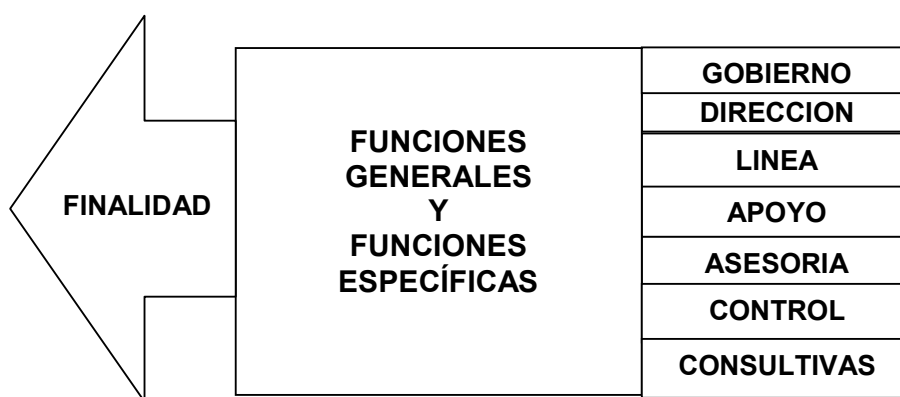 FINALIDAD
FUNCIONES
GENERALES
Y
FUNCIONES
ESPECÍFICAS
GOBIERNO
DIRECCION
LINEA
APOYO
ASESORIA
CONTROL
CONSULTIVAS